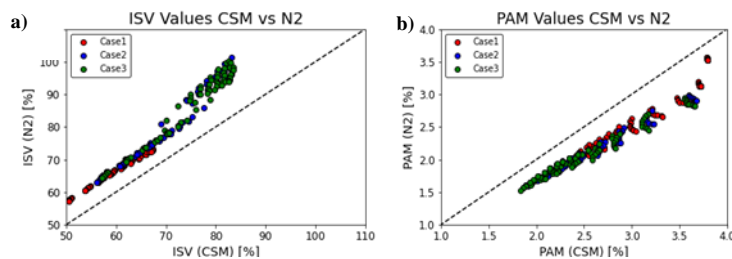 a)
ISV Values CSM vs N2
Case1
Case2
Case3
ISV (N2) [%]
100
90
80
70
60
50
50 60 70 80 90 100 110
ISV (CSM) [%]
b)
PAM Values CSM vs N2
Case1
Case2
Case3
PAM (N2) [%]
4.0
3.5
3.0
2.5
2.0
1.5
1.0
1.0 1.5 2.0 2.5 3.0 3.5 4.0
PAM (CSM) [%]